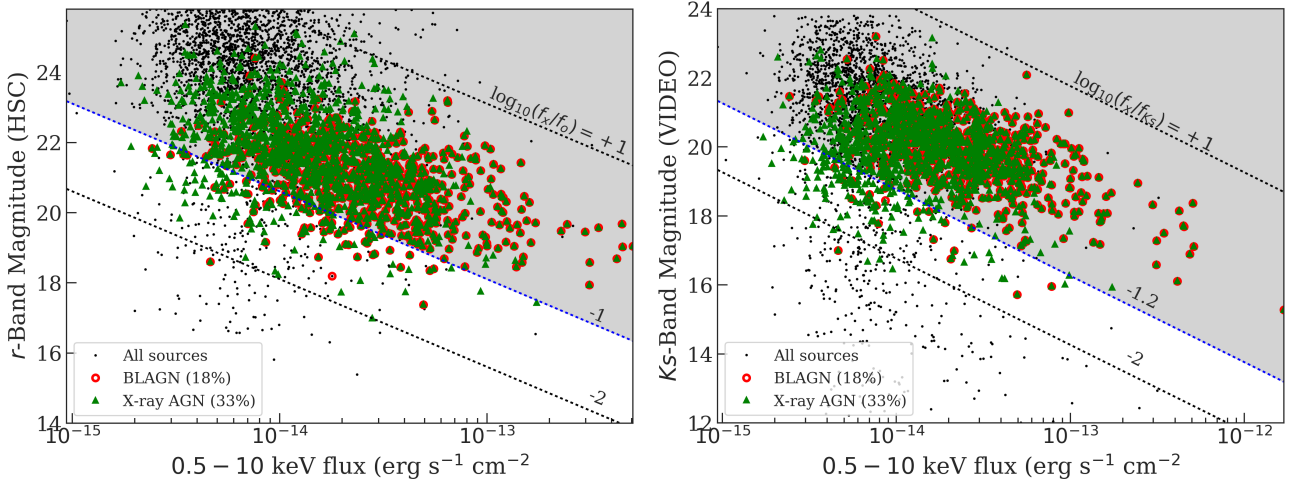 r-Band Magnitude (HSC)
24
22
20
18
16
14
log₁₀(fₓ/fₒ) = +1
-1
-2
All sources
BLAGN (18%)
X-ray AGN (33%)
10⁻¹⁵
10⁻¹⁴
10⁻¹³
0.5 − 10 keV flux (erg s⁻¹ cm⁻²
Ks-Band Magnitude (VIDEO)
24
22
20
18
16
14
12
log₁₀(fₓ/f_Ks) = +1
-1.2
-2
All sources
BLAGN (18%)
X-ray AGN (33%)
10⁻¹⁵
10⁻¹⁴
10⁻¹³
10⁻¹²
0.5 − 10 keV flux (erg s⁻¹ cm⁻²